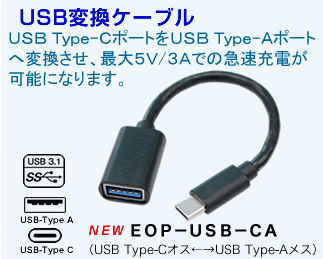 USB変換ケーブル
USB Type-CポートをUSB Type-Aポート
へ変換させ、最大5V/3Aでの急速充電が
可能になります。
USB 3.1
SS
USB-Type A
USB-Type C
NEW EOP-USB-CA
(USB Type-Cオス←→USB Type-Aメス)